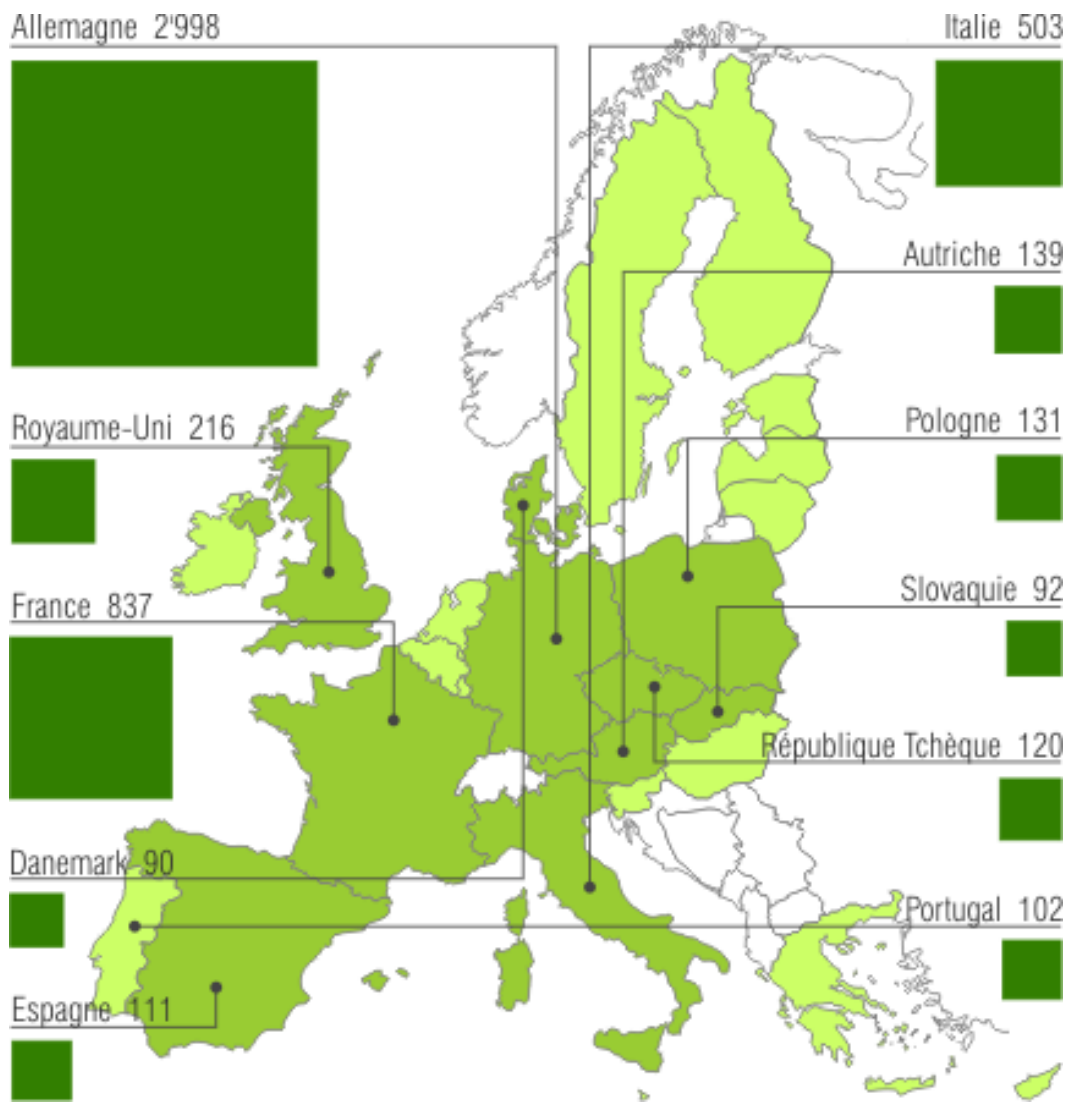 Allemagne 2'998
Italie 503
Autriche 139
Royaume-Uni 216
Pologne 131
France 837
Slovaquie 92
République Tchèque 120
Danemark 90
Portugal 102
Espagne 111